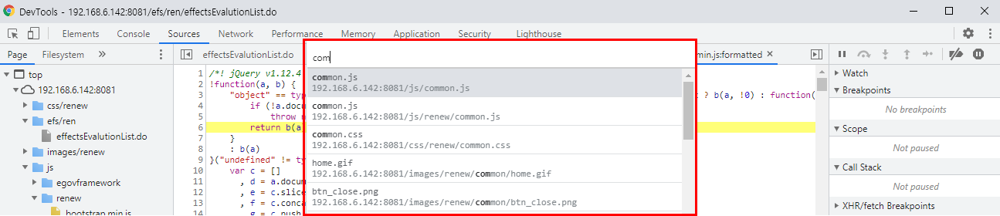 DevTools - 192.168.6.142:8081/efs/ren/effectsEvalutionList.do
Elements Console Sources Network Performance Memory Application Security Lighthouse
Page Filesystem » effectsEvalutionList.do com min.js:formatted
top
192.168.6.142:8081
css/renew
efs/ren
effectsEvalutionList.do
images/renew
js
egovframework
renew
bootstrap.min.js
1 /*! jQuery v1.12.4
2 !function(a, b) {
3 "object" == typ ? b(a, !0) : function(
4 if (!a.docu
5 throw n
6 return b(a
7 }
8 : b(a)
9 }("undefined" != ty
10 var c = []
11 , d = a.docum
12 , e = c.slice
13 , f = c.conca
14 , g = c.push
common.js
192.168.6.142:8081/js/common.js
common.js
192.168.6.142:8081/js/renew/common.js
common.css
192.168.6.142:8081/css/renew/common.css
home.gif
192.168.6.142:8081/images/renew/common/home.gif
btn_close.png
192.168.6.142:8081/images/renew/common/btn_close.png
Watch
Breakpoints
No breakpoints
Scope
Not paused
Call Stack
Not paused
XHR/fetch Breakpoints